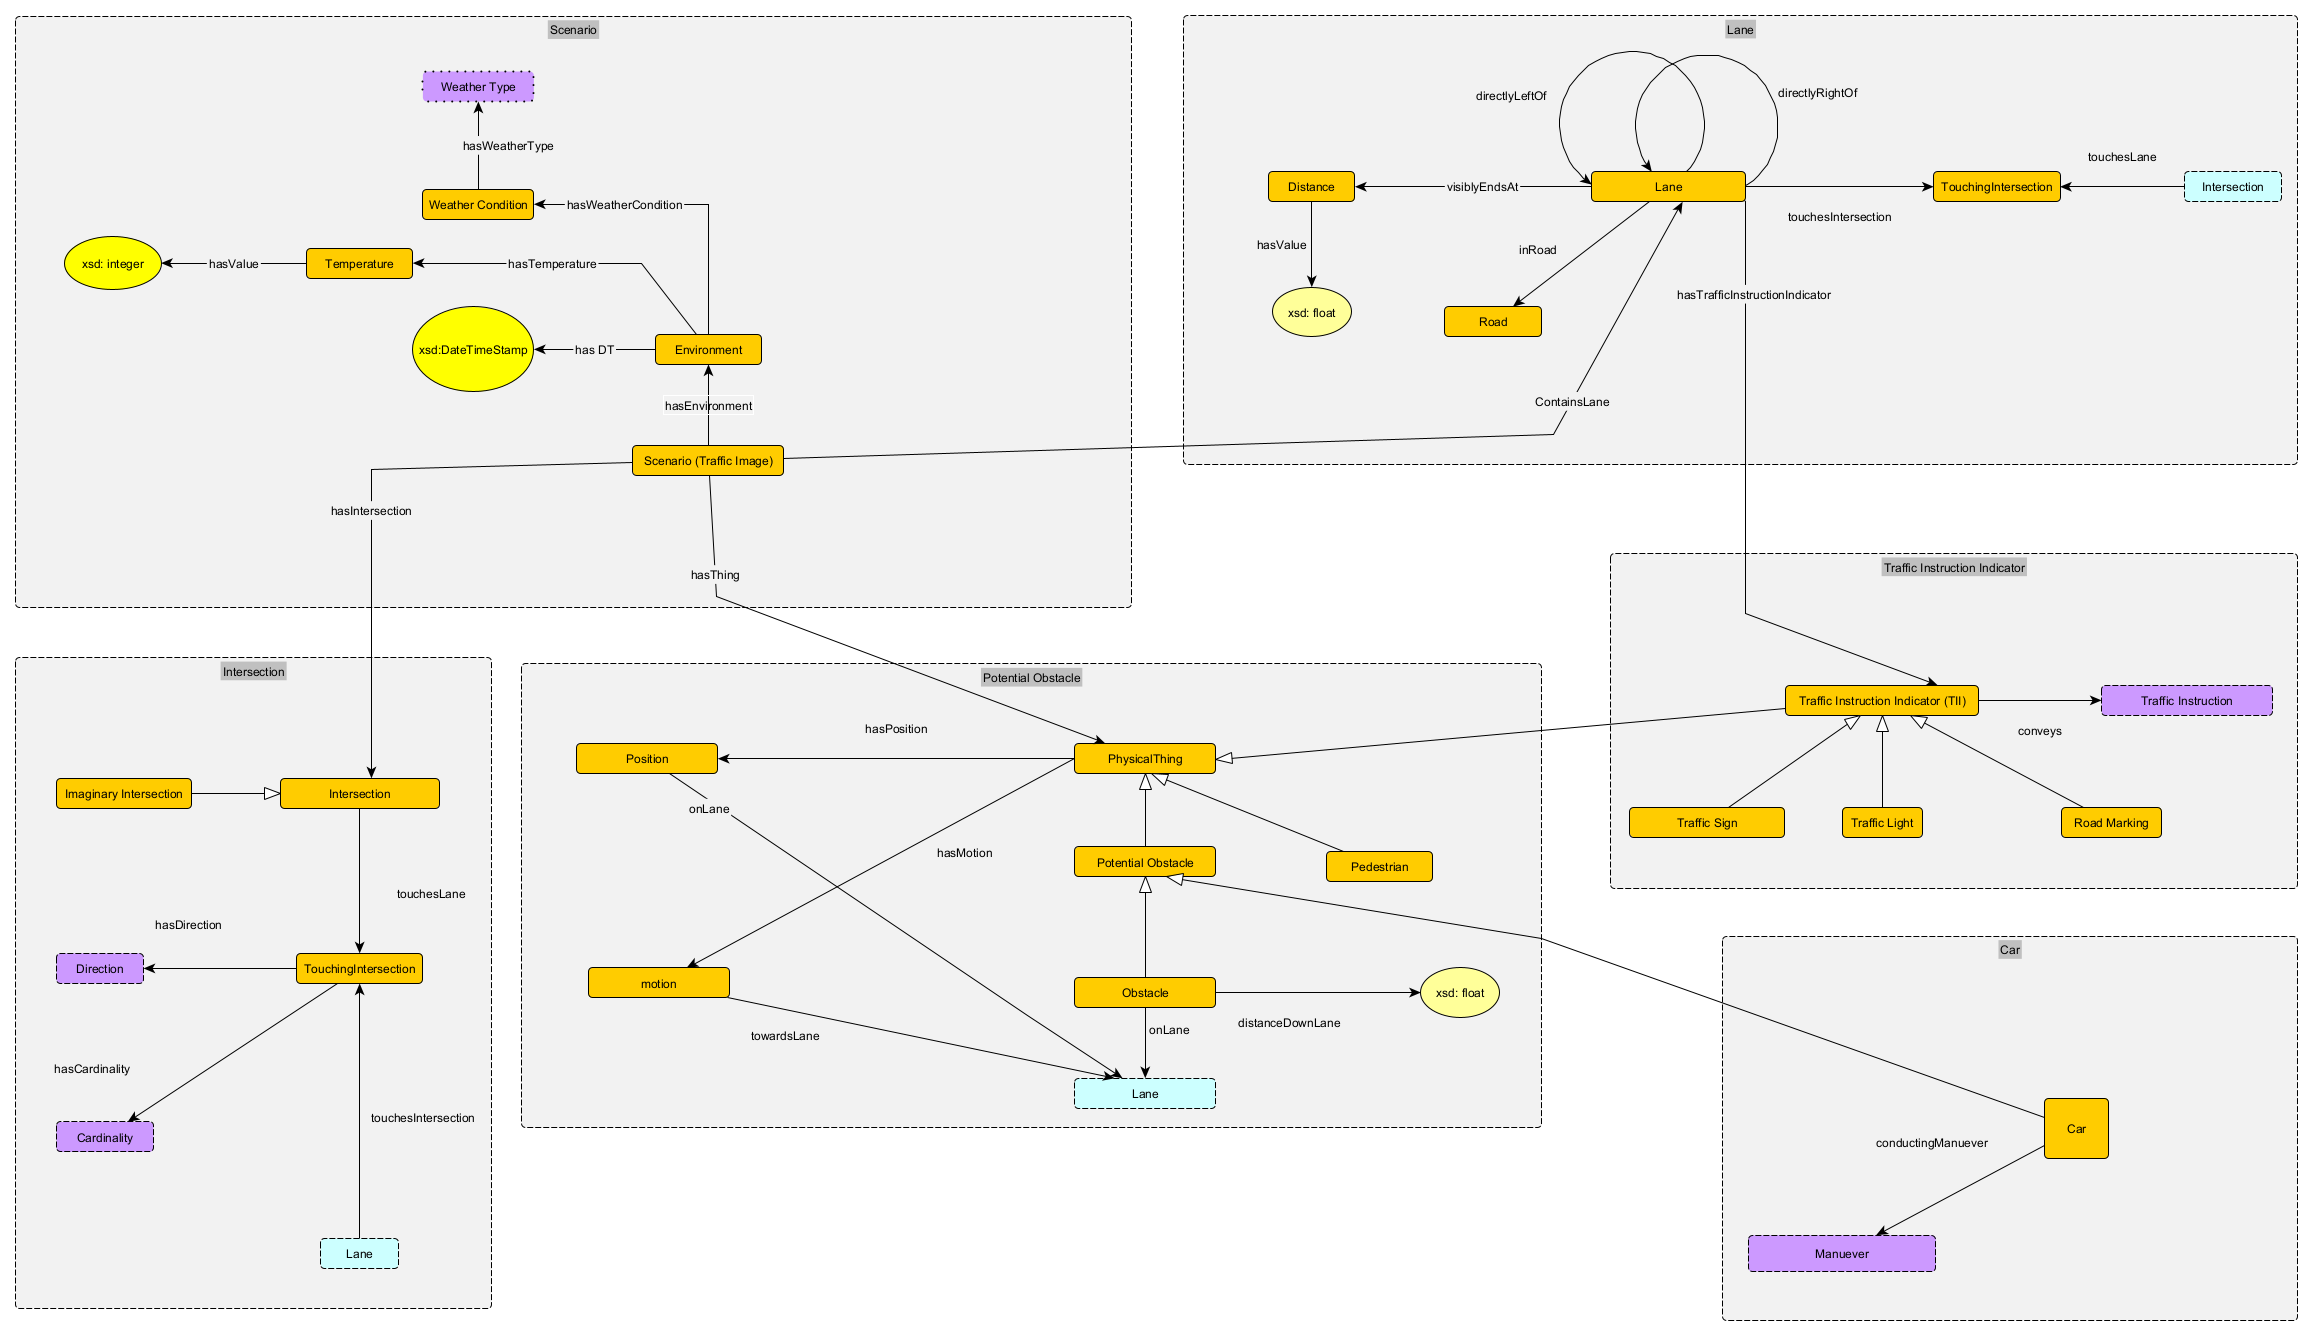 Scenario
Weather Type
hasWeatherType
Weather Condition
hasWeatherCondition
xsd: integer
hasValue
Temperature
hasTemperature
xsd:DateTimeStamp
has DT
Environment
hasEnvironment
Scenario (Traffic Image)
hasIntersection
hasThing
Lane
directlyLeftOf
directlyRightOf
Distance
visiblyEndsAt
Lane
TouchingIntersection
touchesLane
Intersection
touchesIntersection
hasValue
inRoad
hasTrafficInstructionIndicator
xsd: float
Road
ContainsLane
Traffic Instruction Indicator
Traffic Instruction Indicator (TII)
Traffic Instruction
conveys
Traffic Sign
Traffic Light
Road Marking
Intersection
Imaginary Intersection
Intersection
touchesLane
hasDirection
Direction
TouchingIntersection
hasCardinality
touchesIntersection
Cardinality
Lane
Potential Obstacle
hasPosition
Position
PhysicalThing
onLane
hasMotion
Potential Obstacle
Pedestrian
motion
Obstacle
xsd: float
distanceDownLane
onLane
towardsLane
Lane
Car
Car
conductingManuever
Manuever